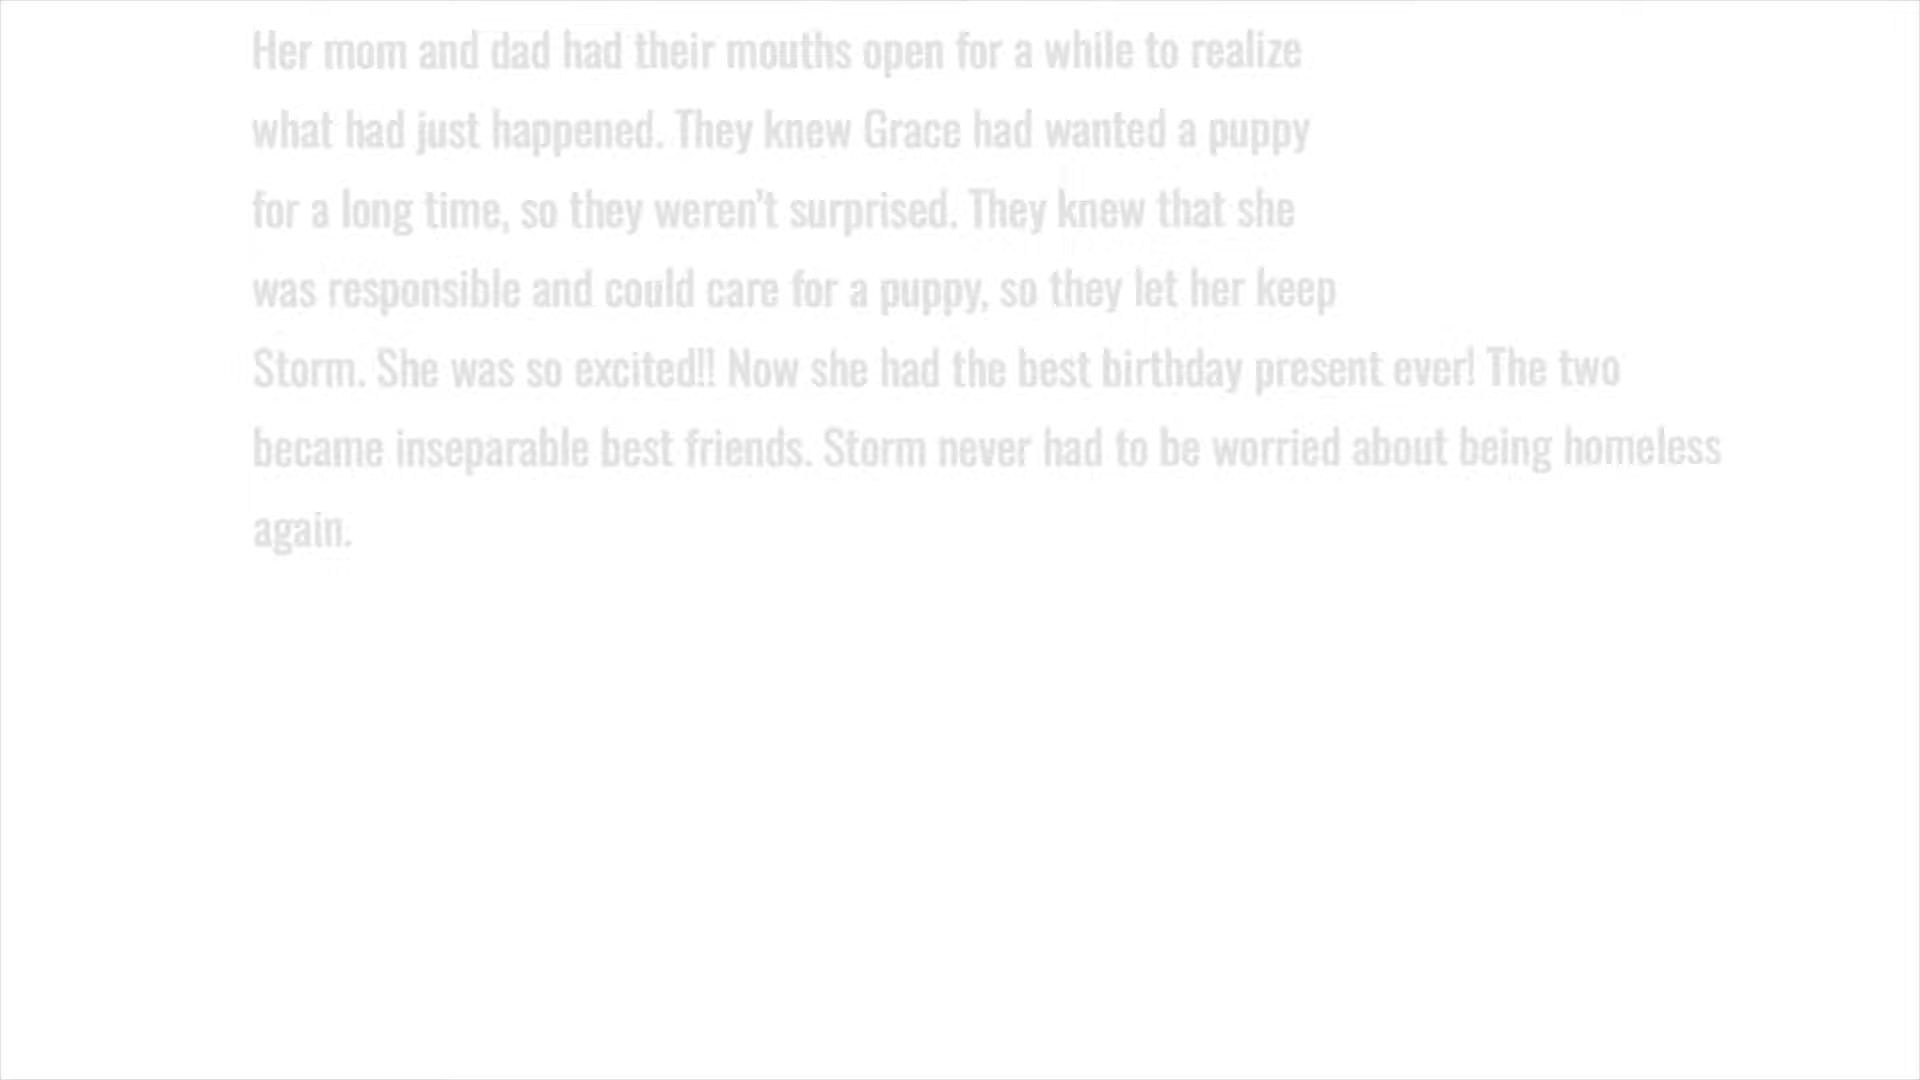 Her mom and dad had their mouths open for a while to realize
what had just happened. They knew Grace had wanted a puppy
for a long time, so they weren’t surprised. They knew that she
was responsible and could care for a puppy, so they let her keep
Storm. She was so excited!! Now she had the best birthday present ever! The two
became inseparable best friends. Storm never had to be worried about being homeless
again.